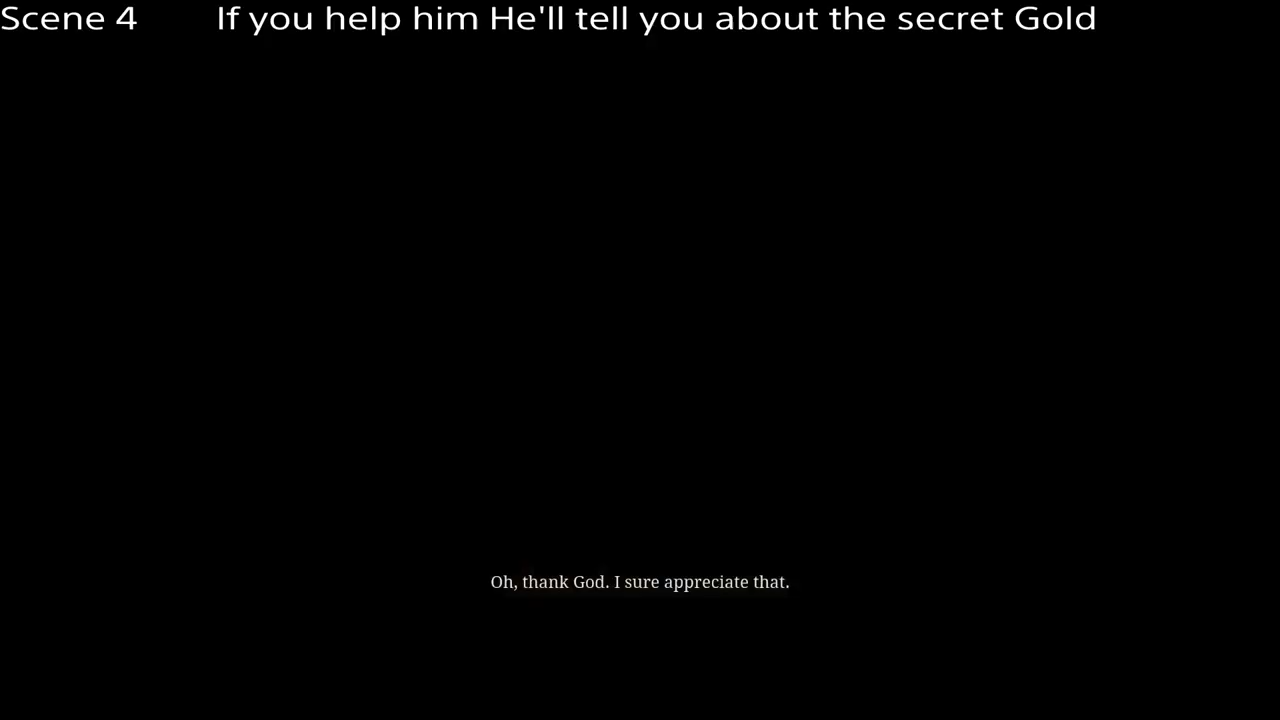 Scene 4 If you help him He'll tell you about the secret Gold
Oh, thank God. I sure appreciate that.